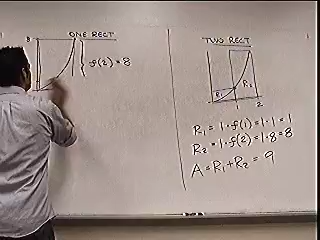 ONE RECT
8
f(2) = 8
TWO RECT
R₁
R₂
1
2
R₁ = 1·f(1) = 1·1 = 1
R₂ = 1·f(2) = 1·8 = 8
A = R₁ + R₂ = 9